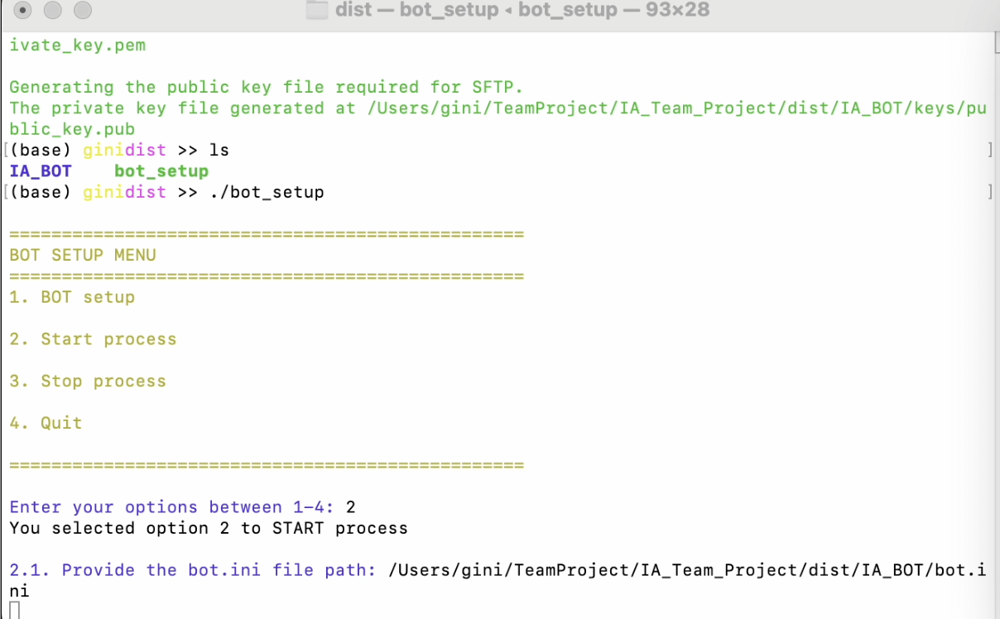 dist — bot_setup ◂ bot_setup — 93×28
ivate_key.pem
Generating the public key file required for SFTP.
The private key file generated at /Users/gini/TeamProject/IA_Team_Project/dist/IA_BOT/keys/pu
blic_key.pub
[(base) ginidist >> ls ]
IA_BOT    bot_setup
[(base) ginidist >> ./bot_setup ]
=================================================
BOT SETUP MENU
=================================================
1. BOT setup
2. Start process
3. Stop process
4. Quit
=================================================
Enter your options between 1-4: 2
You selected option 2 to START process
2.1. Provide the bot.ini file path: /Users/gini/TeamProject/IA_Team_Project/dist/IA_BOT/bot.i
ni